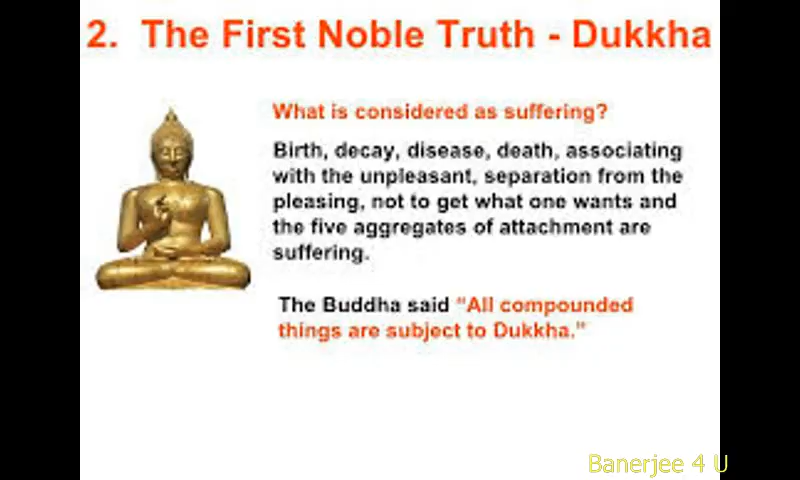 2. The First Noble Truth - Dukkha
What is considered as suffering?
Birth, decay, disease, death, associating
with the unpleasant, separation from the
pleasing, not to get what one wants and
the five aggregates of attachment are
suffering.
The Buddha said "All compounded
things are subject to Dukkha."
Banerjee 4 U